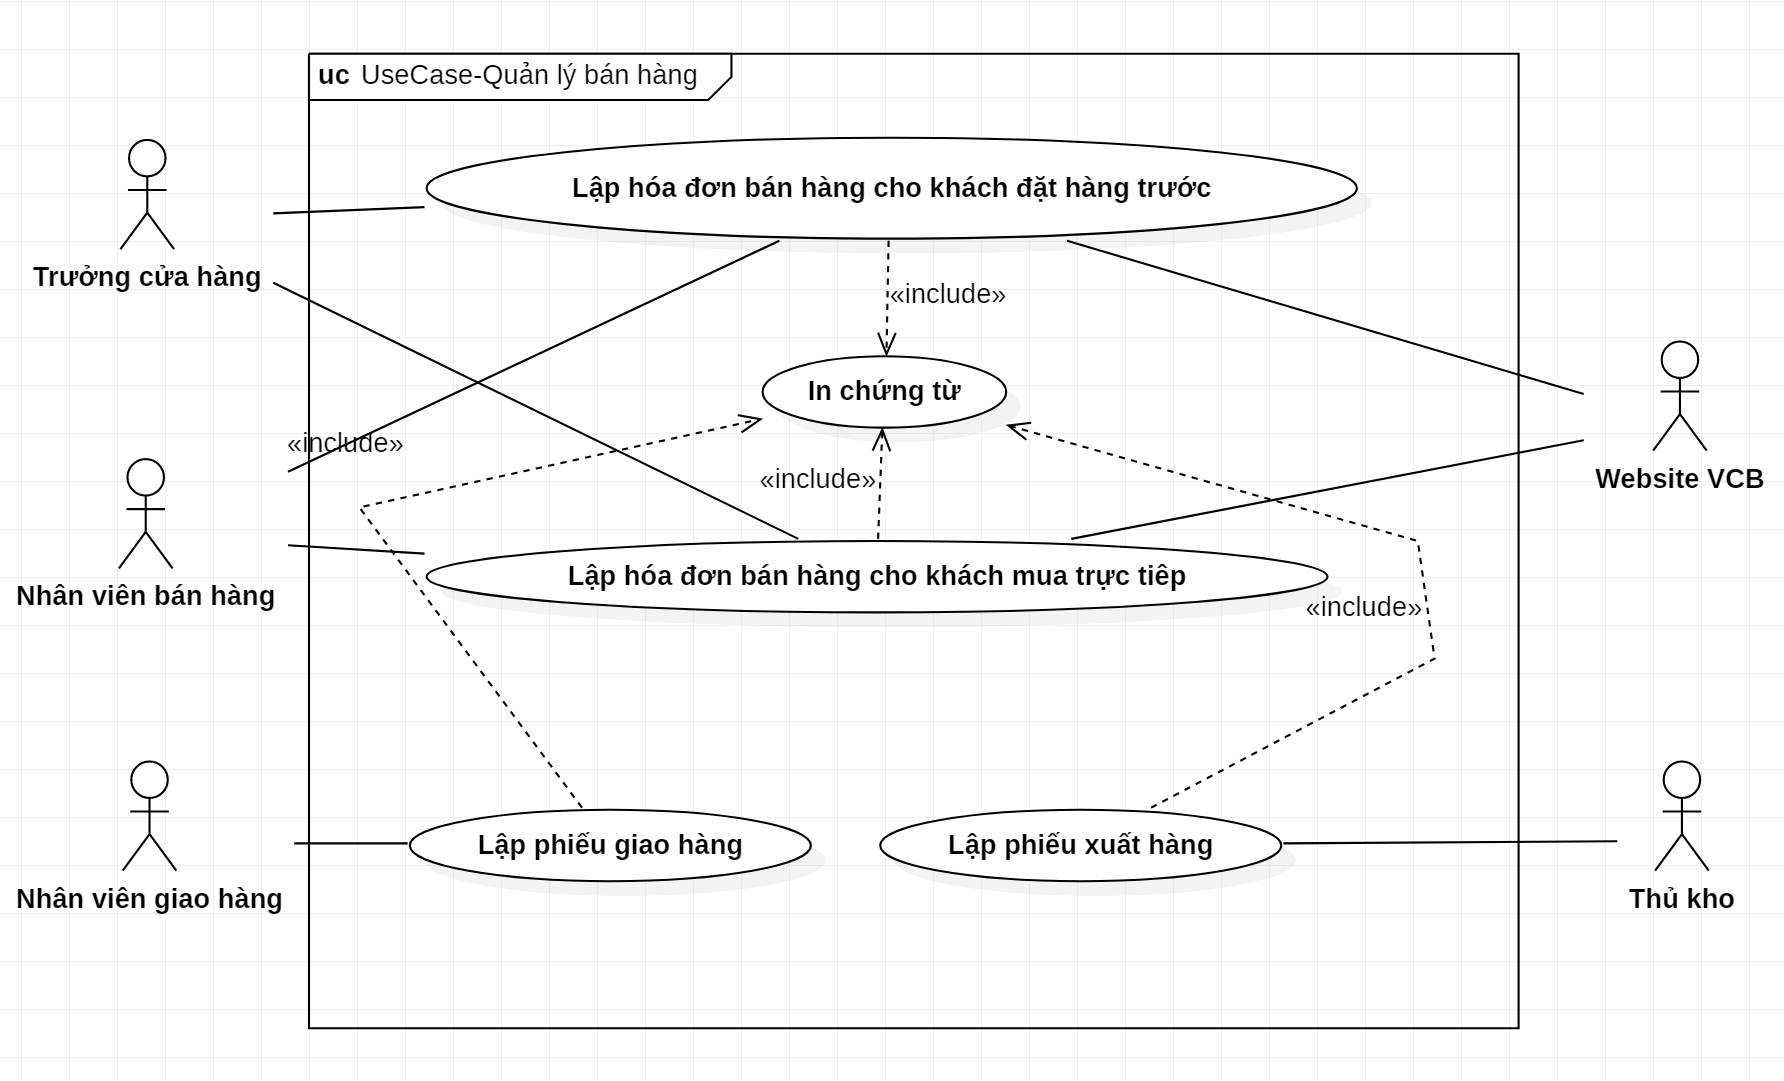 uc UseCase-Quản lý bán hàng
Lập hóa đơn bán hàng cho khách đặt hàng trước
Trưởng cửa hàng
«include»
In chứng từ
«include»
«include»
Website VCB
Lập hóa đơn bán hàng cho khách mua trực tiêp
Nhân viên bán hàng
«include»
Lập phiếu giao hàng
Lập phiếu xuất hàng
Nhân viên giao hàng
Thủ kho